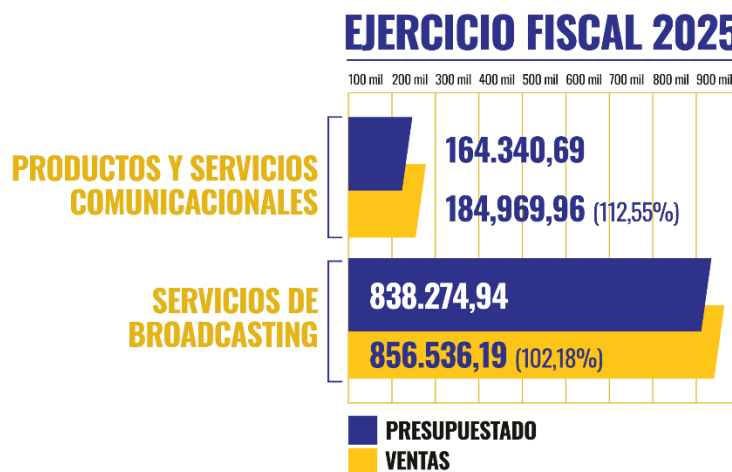 EJERCICIO FISCAL 2025
100 mil 200 mil 300 mil 400 mil 500 mil 600 mil 700 mil 800 mil 900 mil
PRODUCTOS Y SERVICIOS
COMUNICACIONALES
164.340,69
184,969,96 (112,55%)
SERVICIOS DE
BROADCASTING
838.274,94
856.536,19 (102,18%)
PRESUPUESTADO
VENTAS